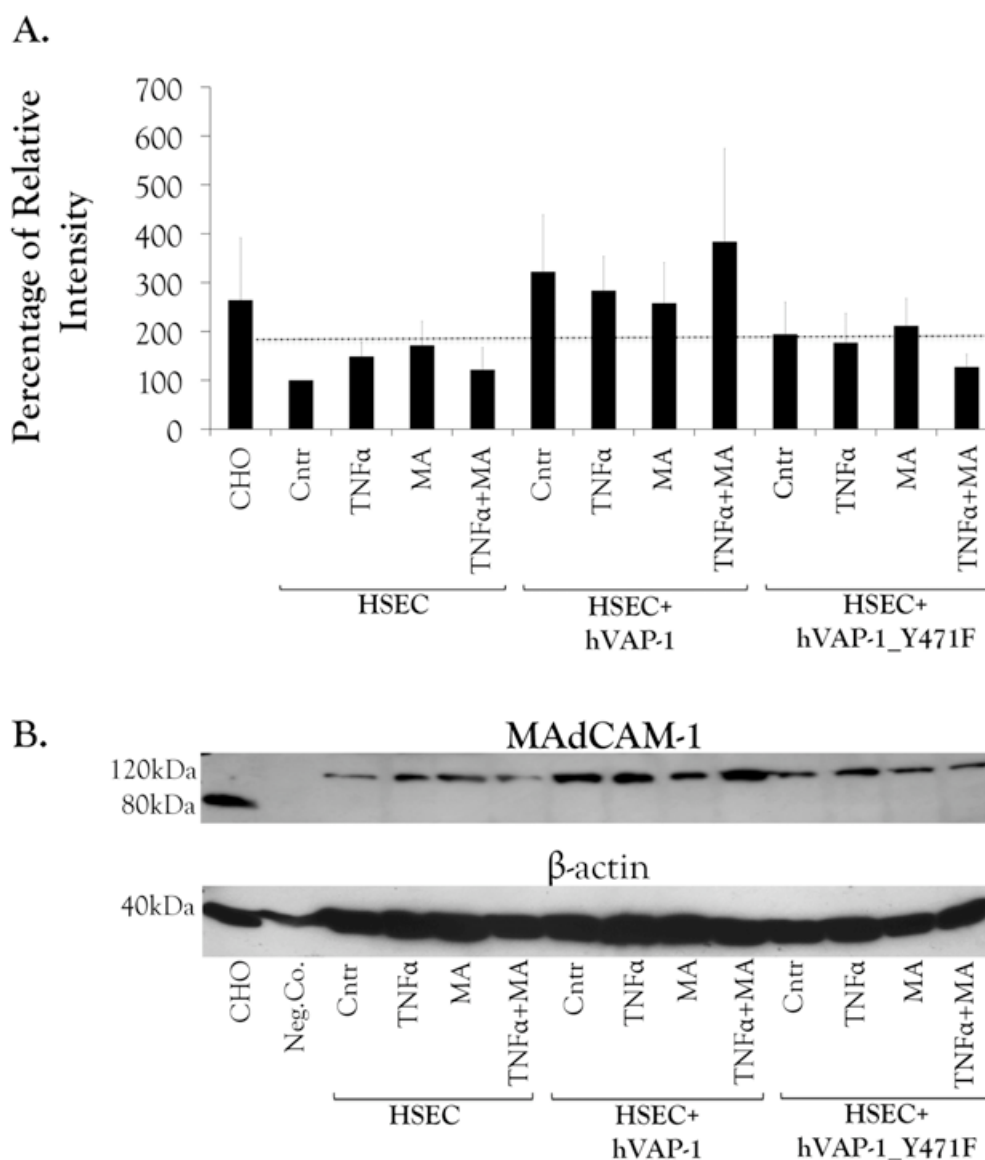 A.
Percentage of Relative
Intensity
700
600
500
400
300
200
100
0
CHO
Cntr
TNFα
MA
TNFα+MA
Cntr
TNFα
MA
TNFα+MA
Cntr
TNFα
MA
TNFα+MA
HSEC
HSEC+
hVAP-1
HSEC+
hVAP-1_Y471F
B.
MAdCAM-1
120kDa
80kDa
β-actin
40kDa
CHO
Neg.Co.
Cntr
TNFα
MA
TNFα+MA
Cntr
TNFα
MA
TNFα+MA
Cntr
TNFα
MA
TNFα+MA
HSEC
HSEC+
hVAP-1
HSEC+
hVAP-1_Y471F